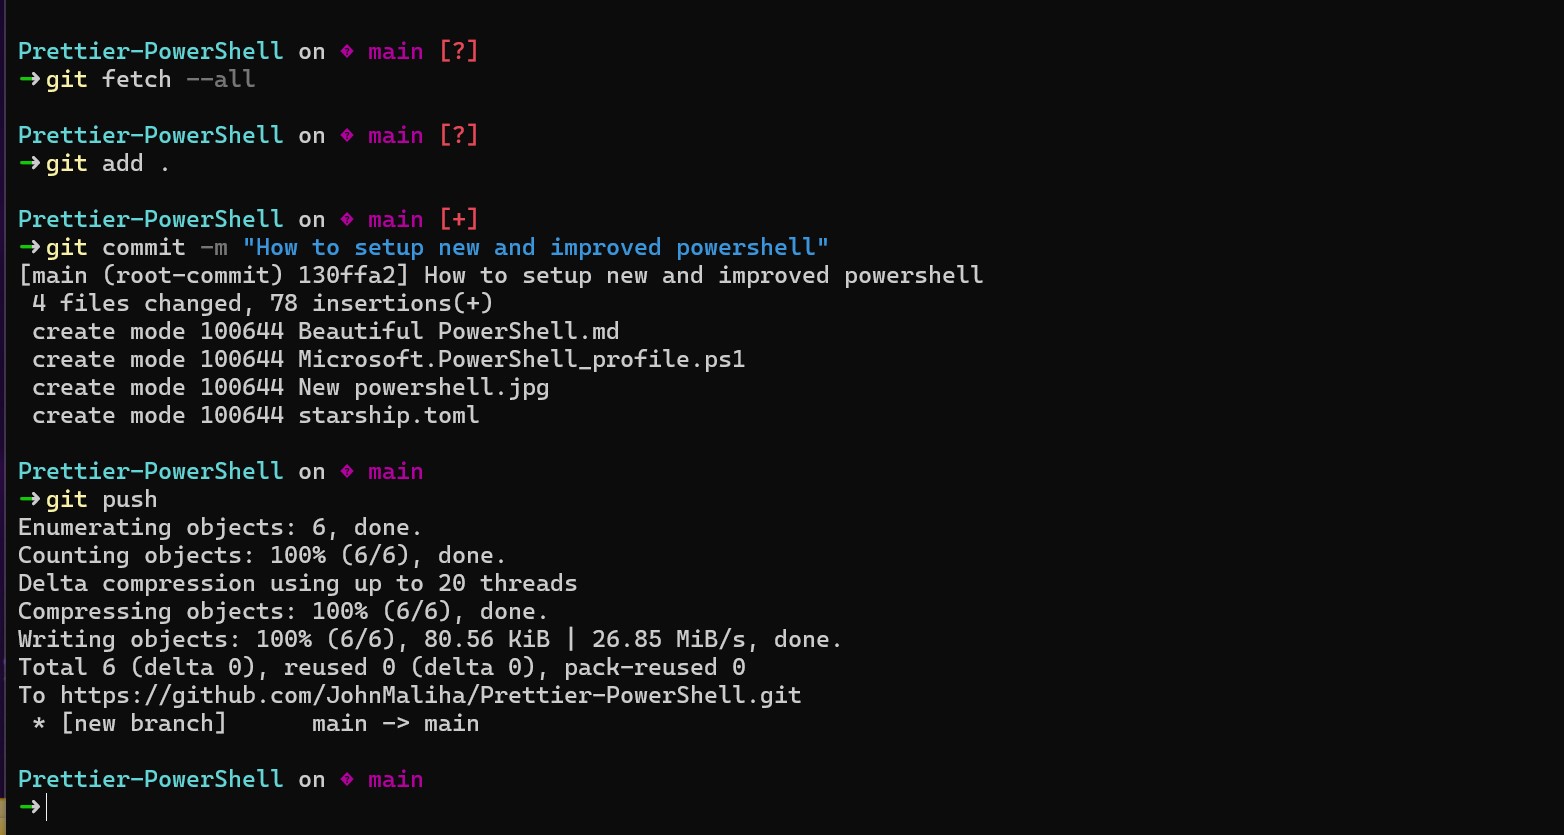 Prettier-PowerShell on � main [?]
➜git fetch --all
Prettier-PowerShell on � main [?]
➜git add .
Prettier-PowerShell on � main [+]
➜git commit -m "How to setup new and improved powershell"
[main (root-commit) 130ffa2] How to setup new and improved powershell
 4 files changed, 78 insertions(+)
 create mode 100644 Beautiful PowerShell.md
 create mode 100644 Microsoft.PowerShell_profile.ps1
 create mode 100644 New powershell.jpg
 create mode 100644 starship.toml
Prettier-PowerShell on � main
➜git push
Enumerating objects: 6, done.
Counting objects: 100% (6/6), done.
Delta compression using up to 20 threads
Compressing objects: 100% (6/6), done.
Writing objects: 100% (6/6), 80.56 KiB | 26.85 MiB/s, done.
Total 6 (delta 0), reused 0 (delta 0), pack-reused 0
To https://github.com/JohnMaliha/Prettier-PowerShell.git
 * [new branch]      main -> main
Prettier-PowerShell on � main
➜